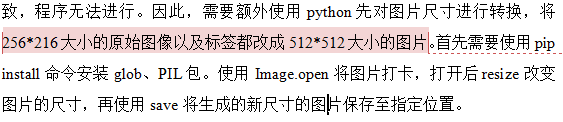 致，程序无法进行。因此，需要额外使用 python 先对图片尺寸进行转换，将
256*216 大小的原始图像以及标签都改成 512*512 大小的图片。首先需要使用 pip
install 命令安装 glob、PIL 包。使用 Image.open 将图片打卡，打开后 resize 改变
图片的尺寸，再使用 save 将生成的新尺寸的图片保存至指定位置。